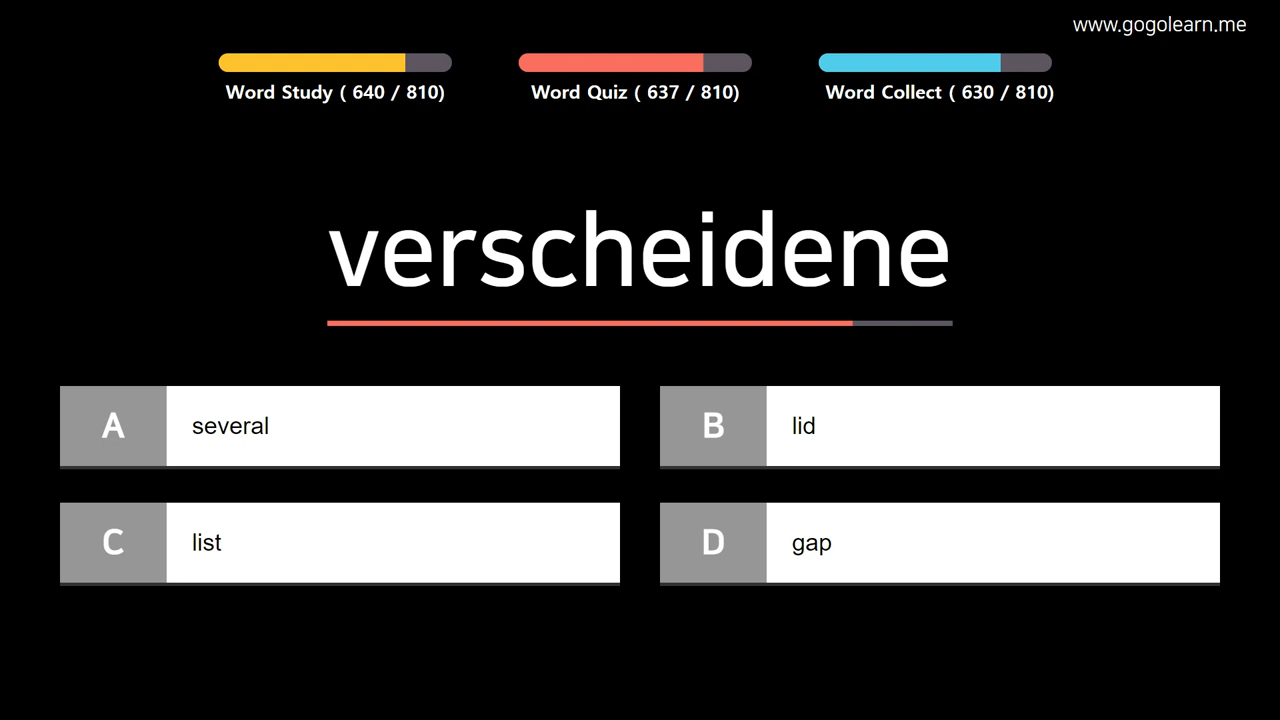 www.gogolearn.me
Word Study ( 640 / 810)
Word Quiz ( 637 / 810)
Word Collect ( 630 / 810)
verscheidene
A several
B lid
C list
D gap